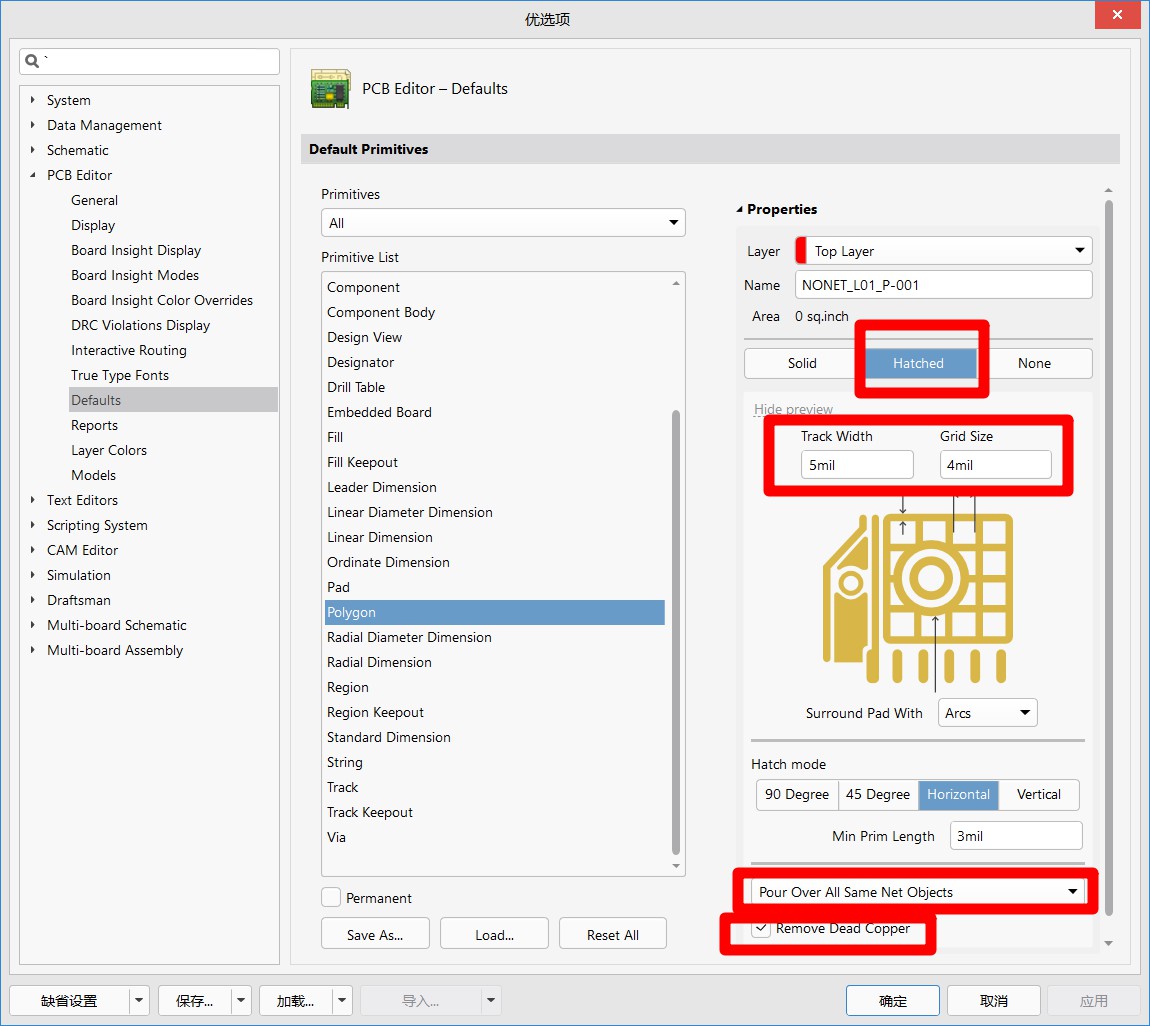 优选项
`
System
Data Management
Schematic
PCB Editor
General
Display
Board Insight Display
Board Insight Modes
Board Insight Color Overrides
DRC Violations Display
Interactive Routing
True Type Fonts
Defaults
Reports
Layer Colors
Models
Text Editors
Scripting System
CAM Editor
Simulation
Draftsman
Multi-board Schematic
Multi-board Assembly
PCB Editor – Defaults
Default Primitives
Primitives
All
Primitive List
Component
Component Body
Design View
Designator
Drill Table
Embedded Board
Fill
Fill Keepout
Leader Dimension
Linear Diameter Dimension
Linear Dimension
Ordinate Dimension
Pad
Polygon
Radial Diameter Dimension
Radial Dimension
Region
Region Keepout
Standard Dimension
String
Track
Track Keepout
Via
Permanent
Save As... Load... Reset All
Properties
Layer Top Layer
Name NONET_L01_P-001
Area 0 sq.inch
Solid Hatched None
Hide preview
Track Width Grid Size
5mil 4mil
Surround Pad With Arcs
Hatch mode
90 Degree 45 Degree Horizontal Vertical
Min Prim Length 3mil
Pour Over All Same Net Objects
Remove Dead Copper
缺省设置 保存... 加载... 导入... 确定 取消 应用